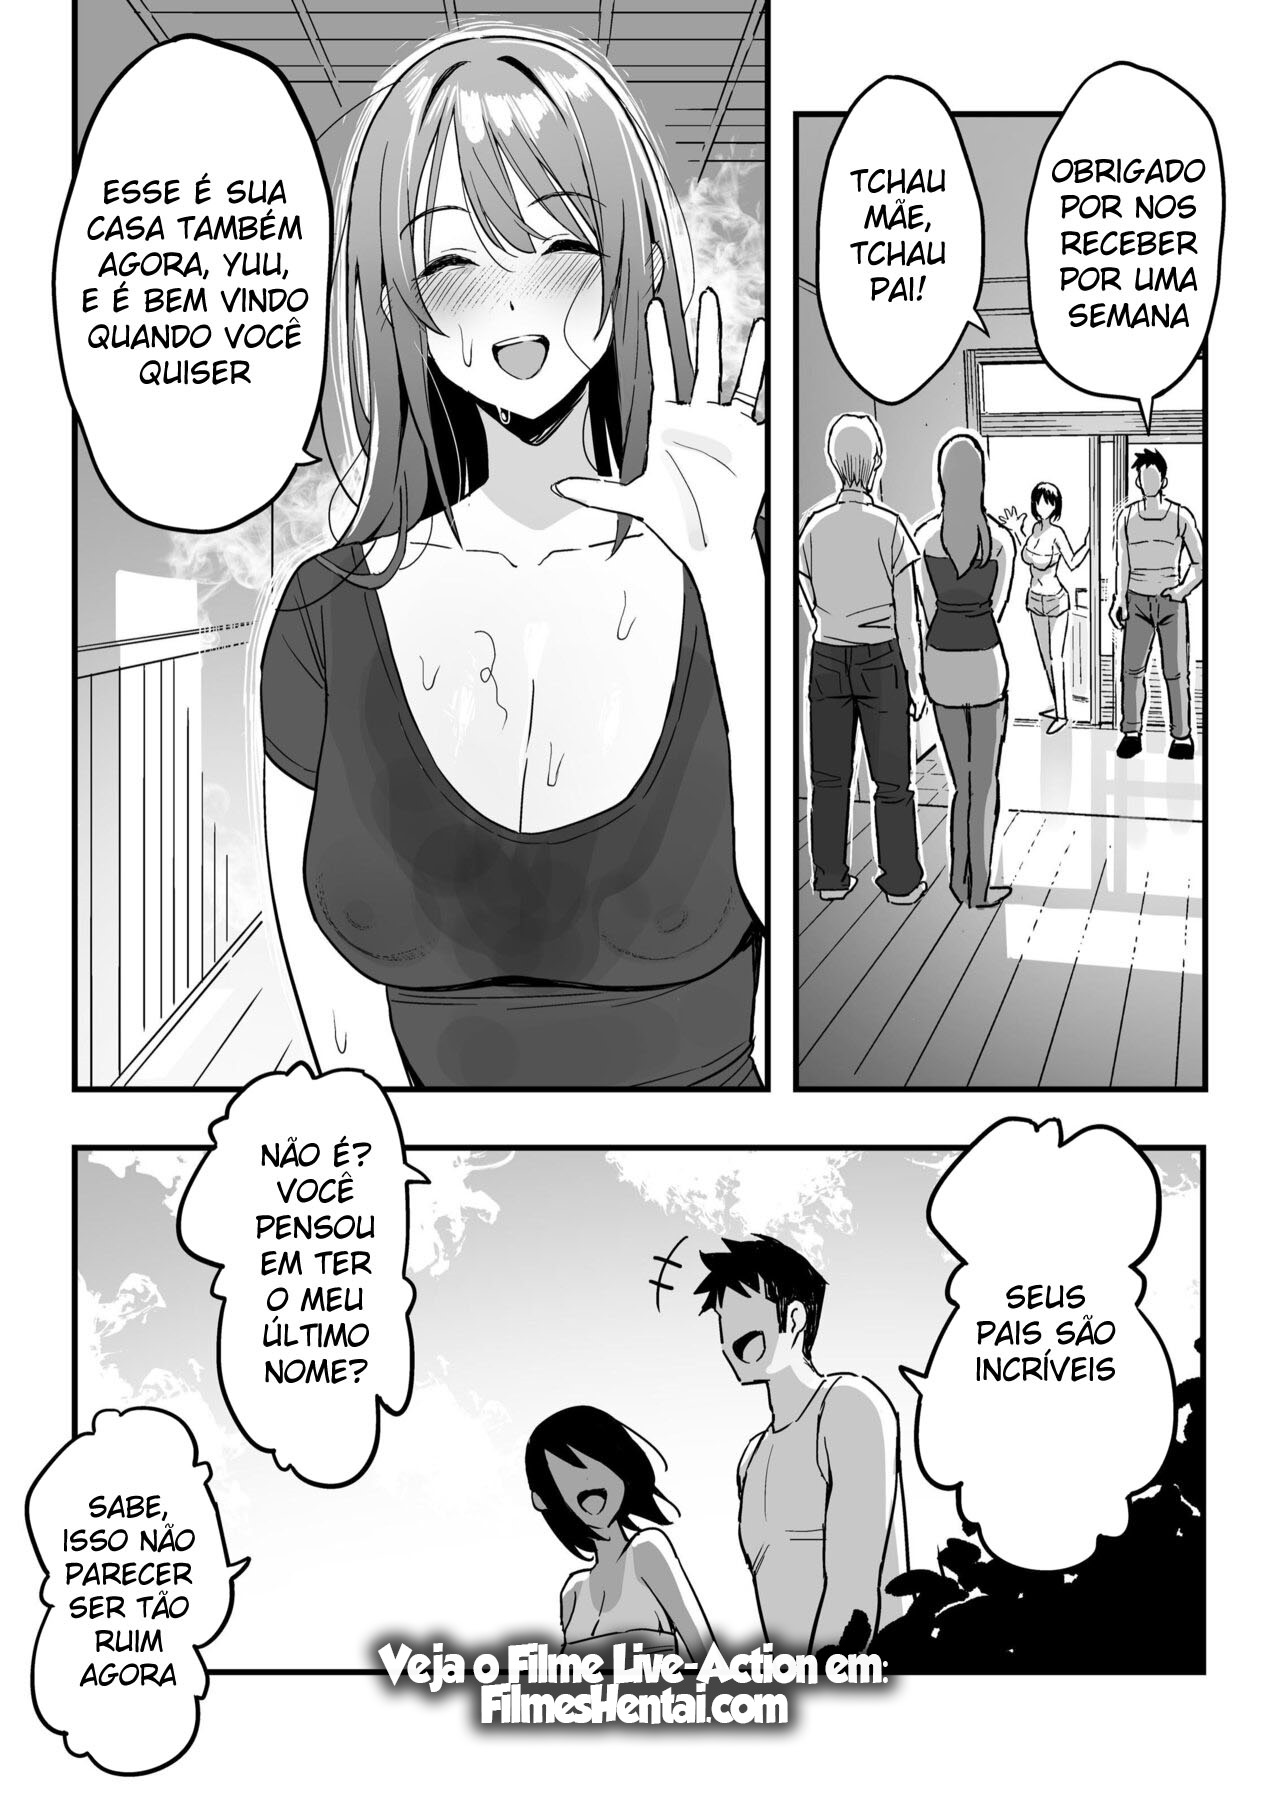 OBRIGADO
POR NOS
RECEBER
POR UMA
SEMANA
TCHAU
MÃE,
TCHAU
PAI!
ESSE É SUA
CASA TAMBÉM
AGORA, YUU,
E É BEM VINDO
QUANDO VOCÊ
QUISER
SEUS
PAIS SÃO
INCRÍVEIS
NÃO É?
VOCÊ
PENSOU
EM TER
O MEU
ÚLTIMO
NOME?
SABE,
ISSO NÃO
PARECER
SER TÃO
RUIM
AGORA
Veja o Filme Live-Action em:
FilmesHentai.com